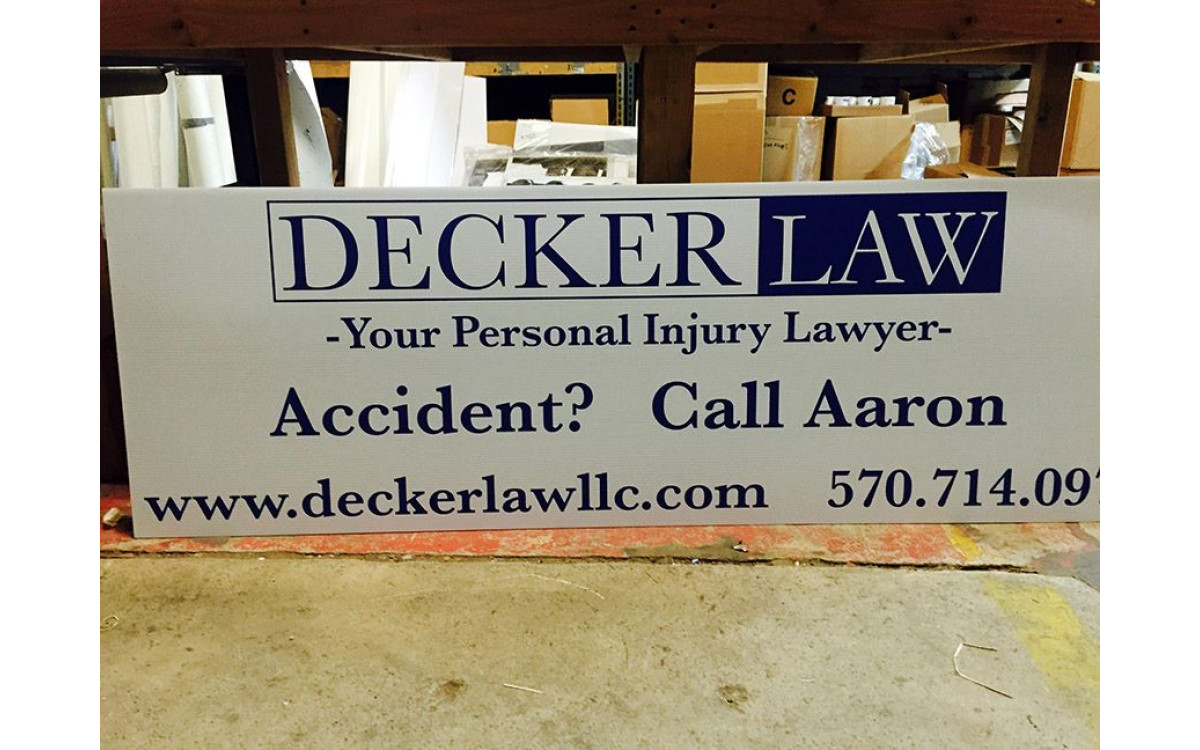 C
DECKER LAW
-Your Personal Injury Lawyer-
Accident? Call Aaron
www.deckerlawllc.com 570.714.09